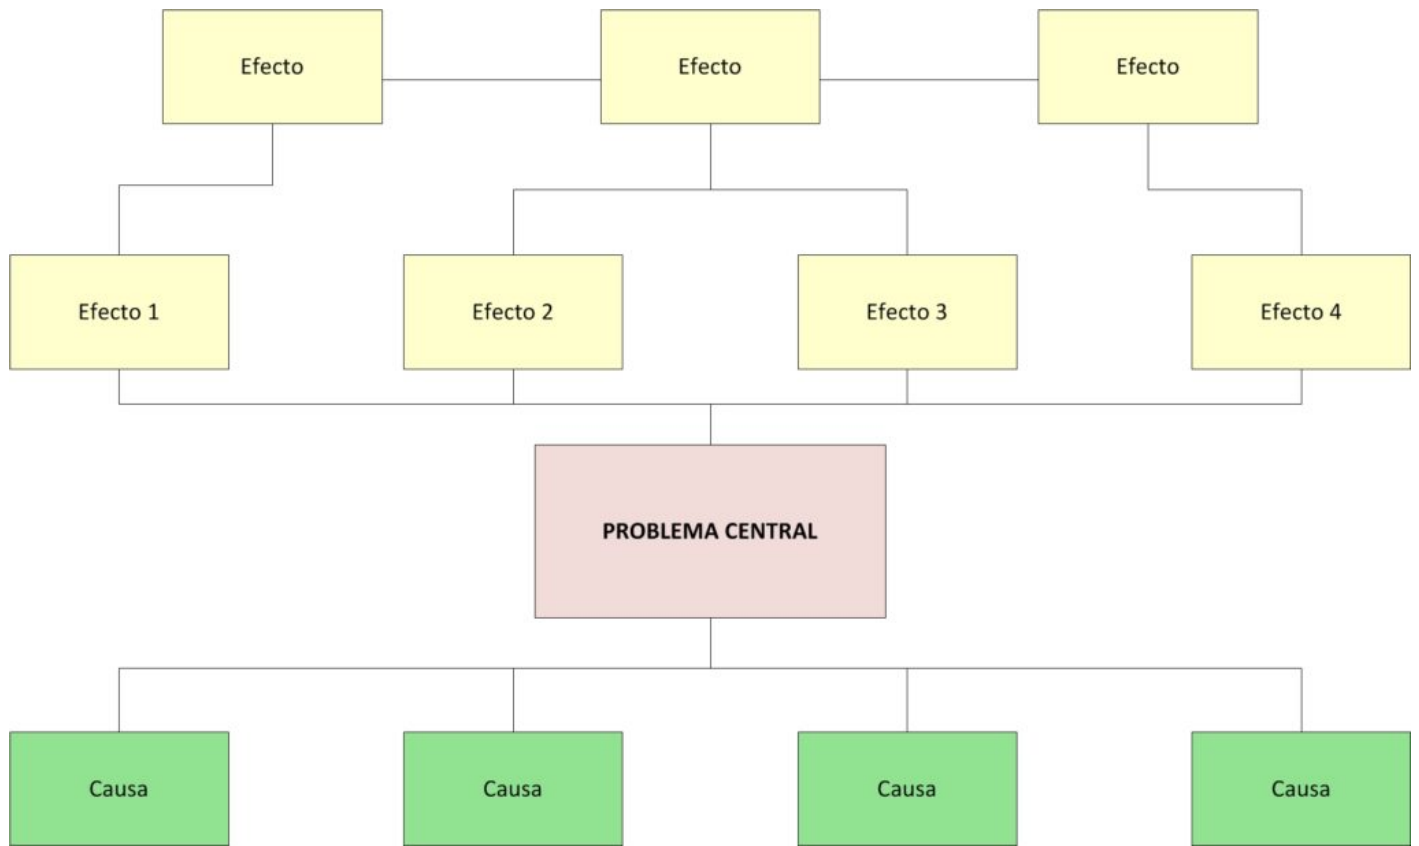 Efecto
Efecto
Efecto
Efecto 1
Efecto 2
Efecto 3
Efecto 4
PROBLEMA CENTRAL
Causa
Causa
Causa
Causa